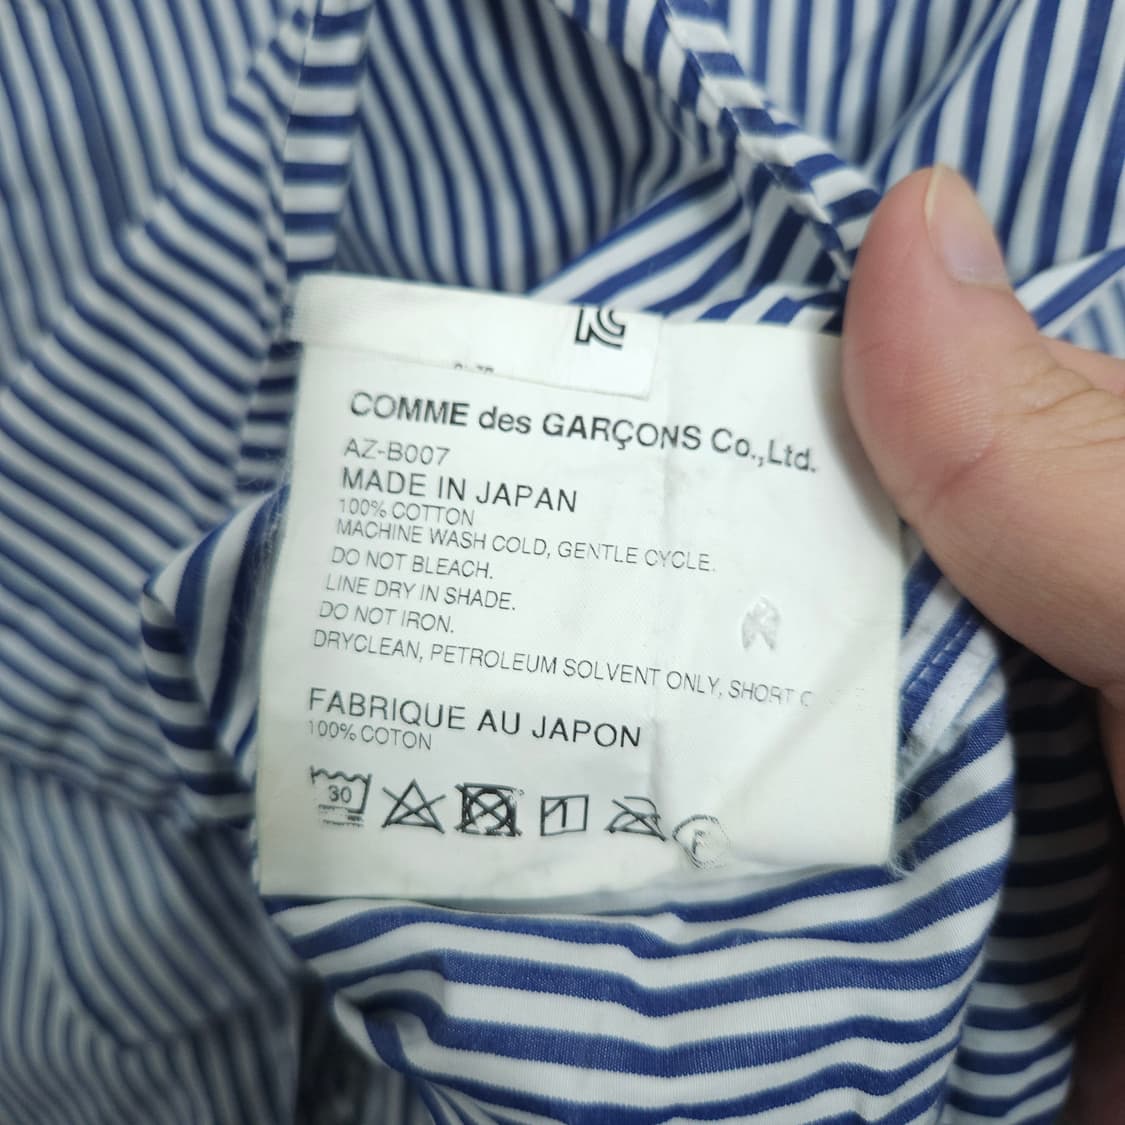 COMME des GARÇONS Co.,Ltd.
AZ-B007
MADE IN JAPAN
100% COTTON
MACHINE WASH COLD, GENTLE CYCLE.
DO NOT BLEACH.
LINE DRY IN SHADE.
DO NOT IRON.
DRYCLEAN, PETROLEUM SOLVENT ONLY, SHORT
FABRIQUE AU JAPON
100% COTON
30